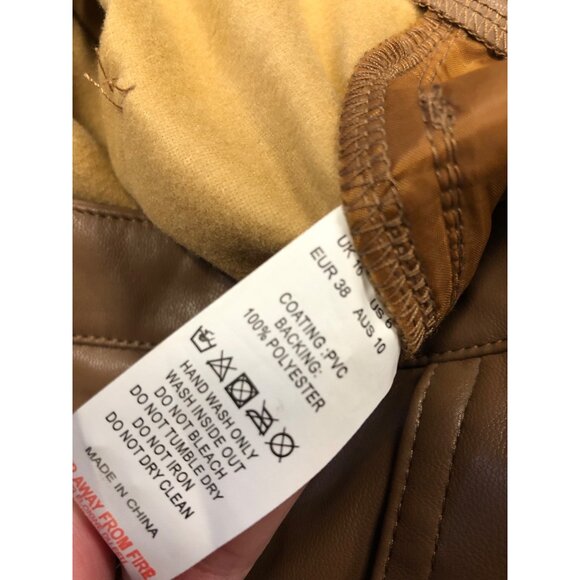 UK 10 US 6
EUR 38 AUS 10
COATING :PVC
BACKING:
100% POLYESTER
HAND WASH ONLY
WASH INSIDE OUT
DO NOT BLEACH
DO NOT TUMBLE DRY
DO NOT IRON
DO NOT DRY CLEAN
MADE IN CHINA
AWAY FROM FIRE